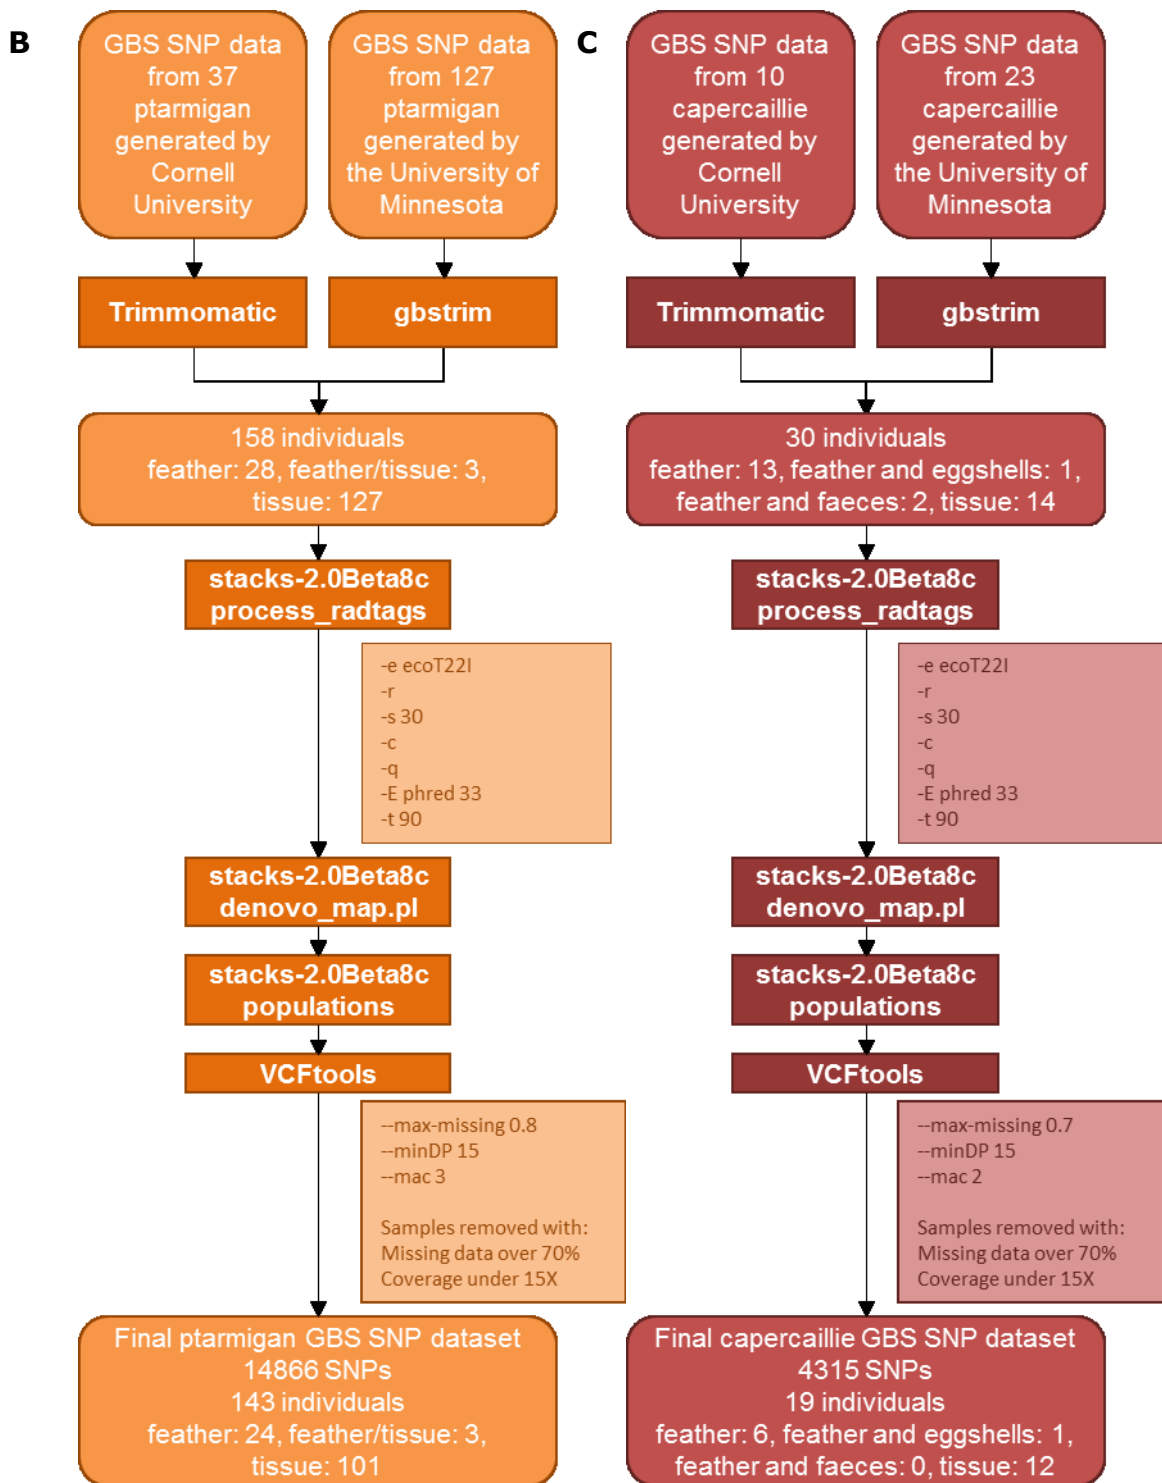 B
GBS SNP data
from 37
ptarmigan
generated by
Cornell
University
GBS SNP data
from 127
ptarmigan
generated by
the University of
Minnesota
Trimmomatic
gbstrim
158 individuals
feather: 28, feather/tissue: 3,
tissue: 127
stacks-2.0Beta8c
process_radtags
-e ecoT22I
-r
-s 30
-c
-q
-E phred 33
-t 90
stacks-2.0Beta8c
denovo_map.pl
stacks-2.0Beta8c
populations
VCFtools
--max-missing 0.8
--minDP 15
--mac 3
Samples removed with:
Missing data over 70%
Coverage under 15X
Final ptarmigan GBS SNP dataset
14866 SNPs
143 individuals
feather: 24, feather/tissue: 3,
tissue: 101
C
GBS SNP data
from 10
capercaillie
generated by
Cornell
University
GBS SNP data
from 23
capercaillie
generated by
the University of
Minnesota
Trimmomatic
gbstrim
30 individuals
feather: 13, feather and eggshells: 1,
feather and faeces: 2, tissue: 14
stacks-2.0Beta8c
process_radtags
-e ecoT22I
-r
-s 30
-c
-q
-E phred 33
-t 90
stacks-2.0Beta8c
denovo_map.pl
stacks-2.0Beta8c
populations
VCFtools
--max-missing 0.7
--minDP 15
--mac 2
Samples removed with:
Missing data over 70%
Coverage under 15X
Final capercaillie GBS SNP dataset
4315 SNPs
19 individuals
feather: 6, feather and eggshells: 1,
feather and faeces: 0, tissue: 12